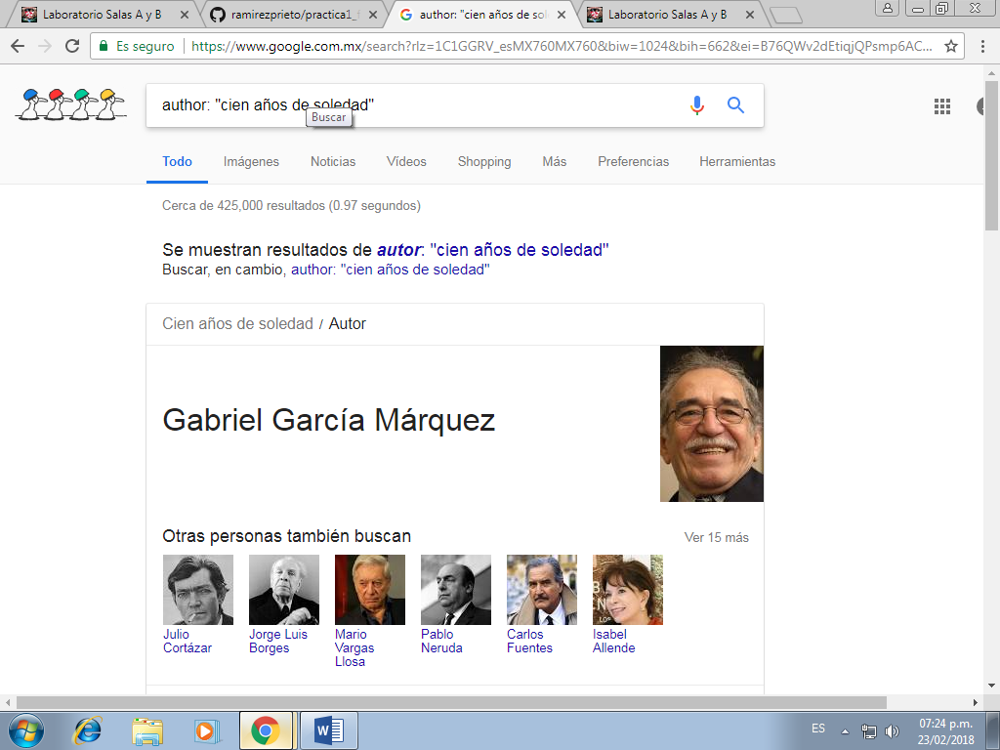 Laboratorio Salas A y B
ramirezprieto/practica1_f
author: "cien años de sol
Laboratorio Salas A y B
Es seguro
https://www.google.com.mx/search?rlz=1C1GGRV_esMX760MX760&biw=1024&bih=662&ei=B76QWv2dEtiqjQPsmp6AC...
author: "cien años de soledad"
Buscar
Todo
Imágenes
Noticias
Vídeos
Shopping
Más
Preferencias
Herramientas
Cerca de 425,000 resultados (0.97 segundos)
Se muestran resultados de autor: "cien años de soledad"
Buscar, en cambio, author: "cien años de soledad"
Cien años de soledad / Autor
Gabriel García Márquez
Otras personas también buscan
Ver 15 más
Julio
Cortázar
Jorge Luis
Borges
Mario
Vargas
Llosa
Pablo
Neruda
Carlos
Fuentes
Isabel
Allende
ES
07:24 p.m.
23/02/2018